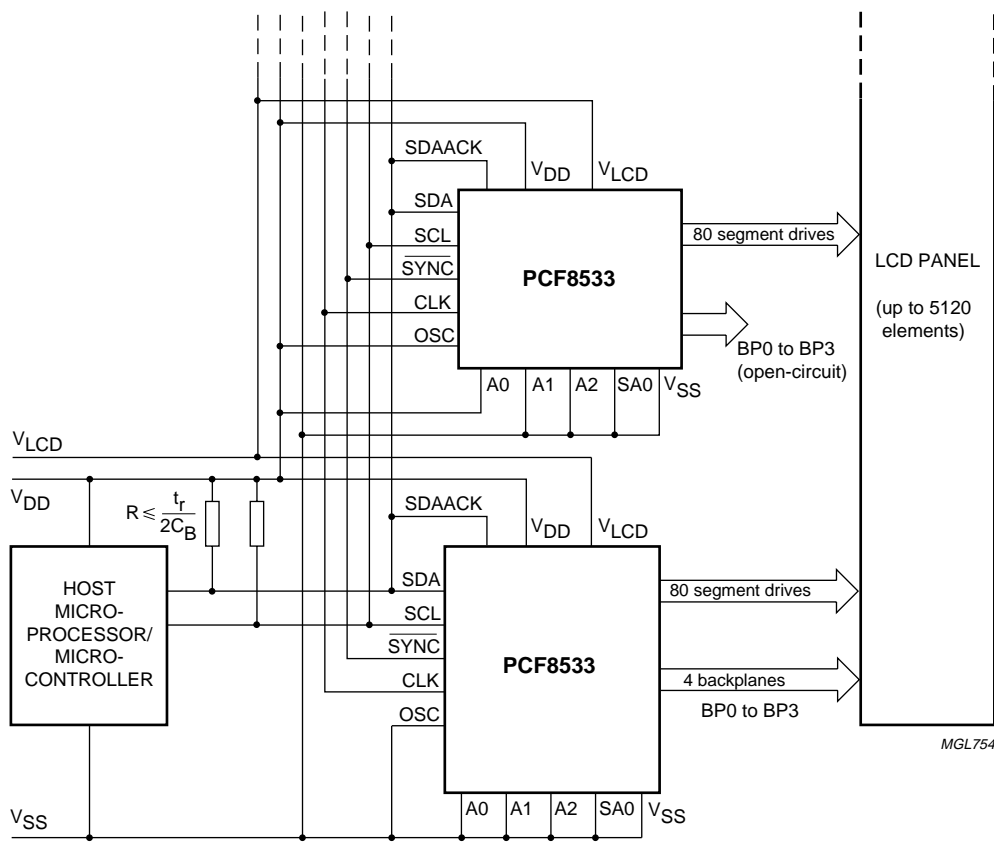 SDAACK
VDD
VLCD
SDA
SCL
SYNC
CLK
OSC
PCF8533
80 segment drives
BP0 to BP3
(open-circuit)
A0
A1
A2
SA0
VSS
LCD PANEL
(up to 5120
elements)
VLCD
VDD
R ≤ tr
2CB
SDAACK
VDD
VLCD
HOST
MICRO-
PROCESSOR/
MICRO-
CONTROLLER
SDA
SCL
SYNC
CLK
OSC
PCF8533
80 segment drives
4 backplanes
BP0 to BP3
MGL754
A0
A1
A2
SA0
VSS
VSS